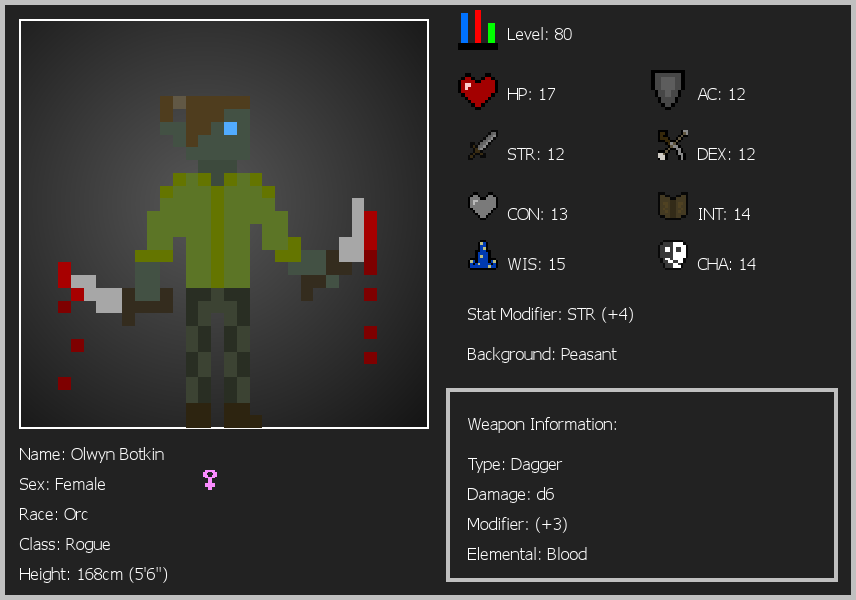 Level: 80
HP: 17
AC: 12
STR: 12
DEX: 12
CON: 13
INT: 14
WIS: 15
CHA: 14
Stat Modifier: STR (+4)
Background: Peasant
Weapon Information:
Type: Dagger
Damage: d6
Modifier: (+3)
Elemental: Blood
Name: Olwyn Botkin
Sex: Female
Race: Orc
Class: Rogue
Height: 168cm (5'6")